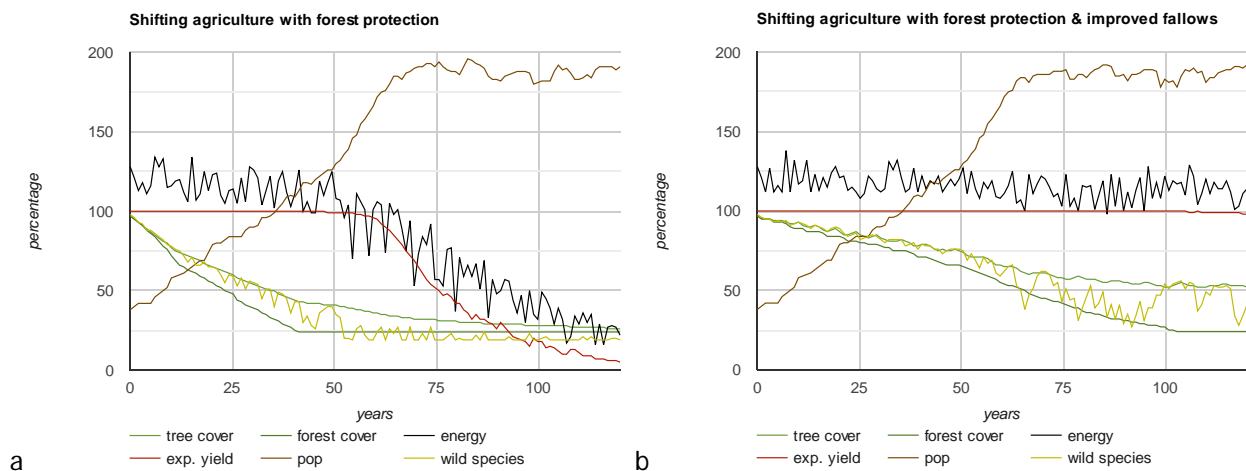 Shifting agriculture with forest protection
200
150
100
50
0
percentage
0 25 50 75 100
years
tree cover forest cover energy
exp. yield pop wild species
a
Shifting agriculture with forest protection & improved fallows
200
150
100
50
0
percentage
0 25 50 75 100
years
tree cover forest cover energy
exp. yield pop wild species
b